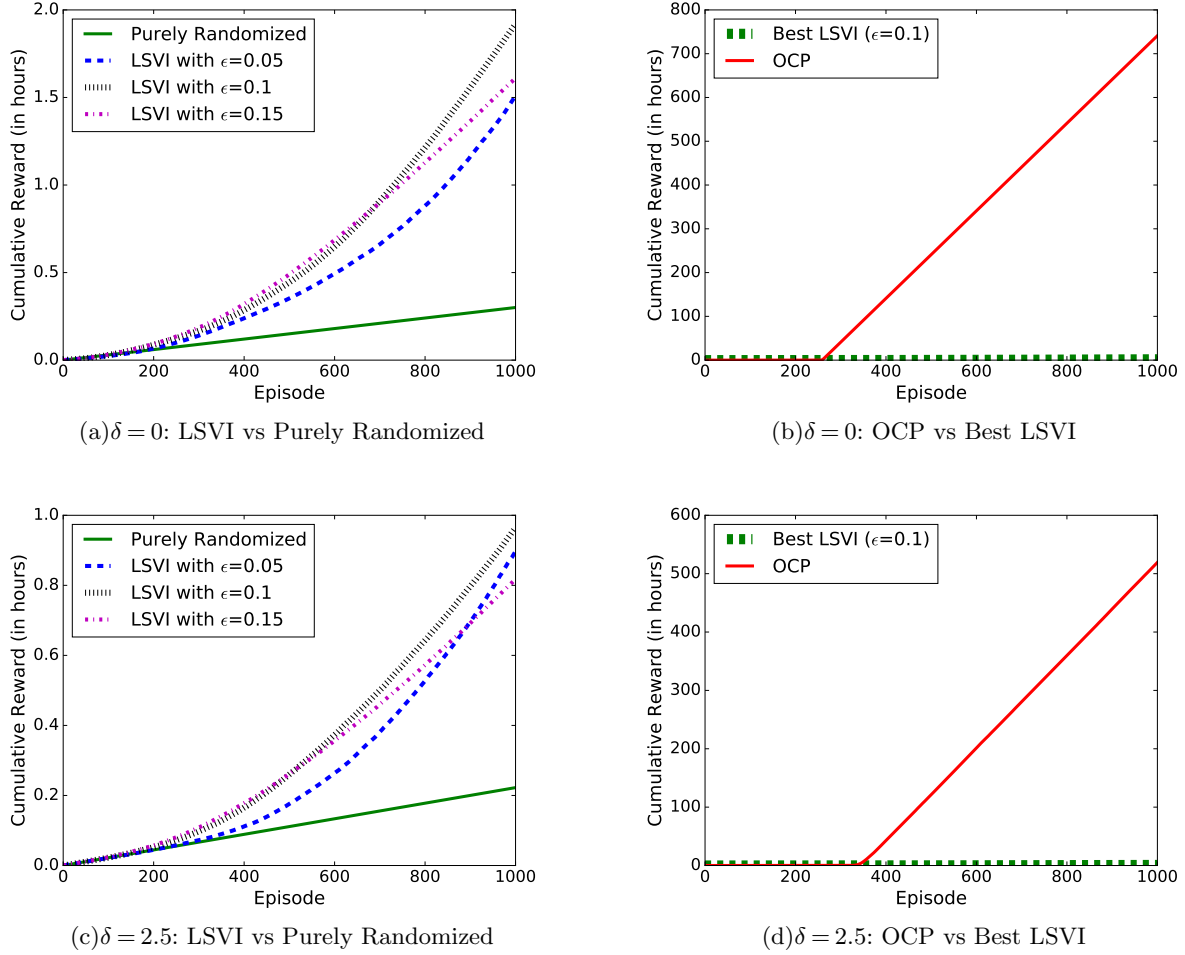 2.0
1.5
1.0
0.5
0.0
Cumulative Reward (in hours)
Purely Randomized
LSVI with ϵ=0.05
LSVI with ϵ=0.1
LSVI with ϵ=0.15
0 200 400 600 800 1000
Episode
(a)δ = 0: LSVI vs Purely Randomized
800
700
600
500
400
300
200
100
0
Cumulative Reward (in hours)
Best LSVI (ϵ=0.1)
OCP
0 200 400 600 800 1000
Episode
(b)δ = 0: OCP vs Best LSVI
1.0
0.8
0.6
0.4
0.2
0.0
Cumulative Reward (in hours)
Purely Randomized
LSVI with ϵ=0.05
LSVI with ϵ=0.1
LSVI with ϵ=0.15
0 200 400 600 800 1000
Episode
(c)δ = 2.5: LSVI vs Purely Randomized
600
500
400
300
200
100
0
Cumulative Reward (in hours)
Best LSVI (ϵ=0.1)
OCP
0 200 400 600 800 1000
Episode
(d)δ = 2.5: OCP vs Best LSVI